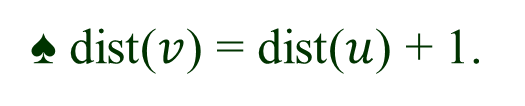 ♠ dist(v) = dist(u) + 1.